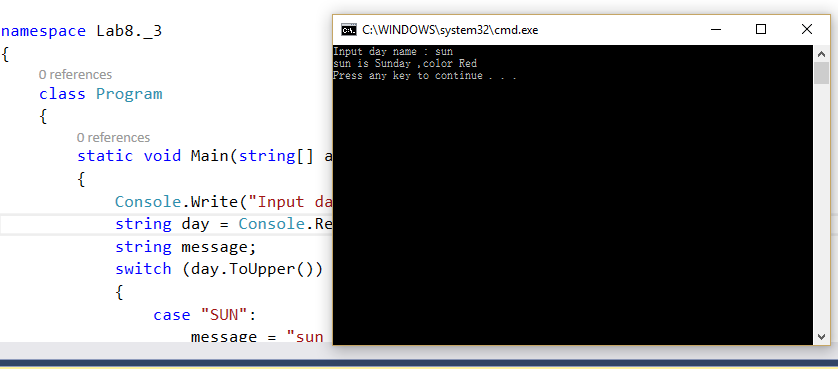 namespace Lab8._3
{
0 references
class Program
{
0 references
static void Main(string[] a
{
Console.Write("Input da
string day = Console.Re
string message;
switch (day.ToUpper())
{
case "SUN":
message = "sun
C:\WINDOWS\system32\cmd.exe
Input day name : sun
sun is Sunday ,color Red
Press any key to continue . . .